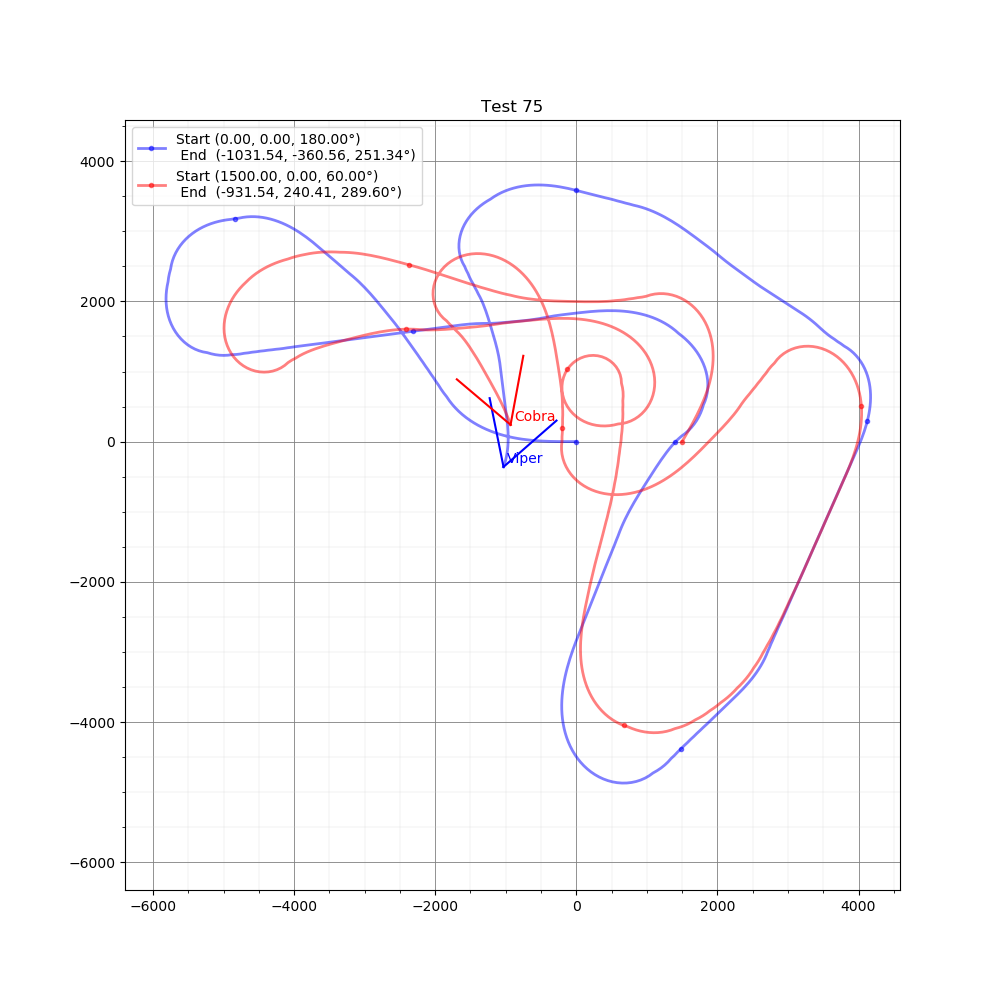 Test 75
Start (0.00, 0.00, 180.00°)
End (-1031.54, -360.56, 251.34°)
Start (1500.00, 0.00, 60.00°)
End (-931.54, 240.41, 289.60°)
4000
2000
0
−2000
−4000
−6000
Cobra
Viper
−6000 −4000 −2000 0 2000 4000